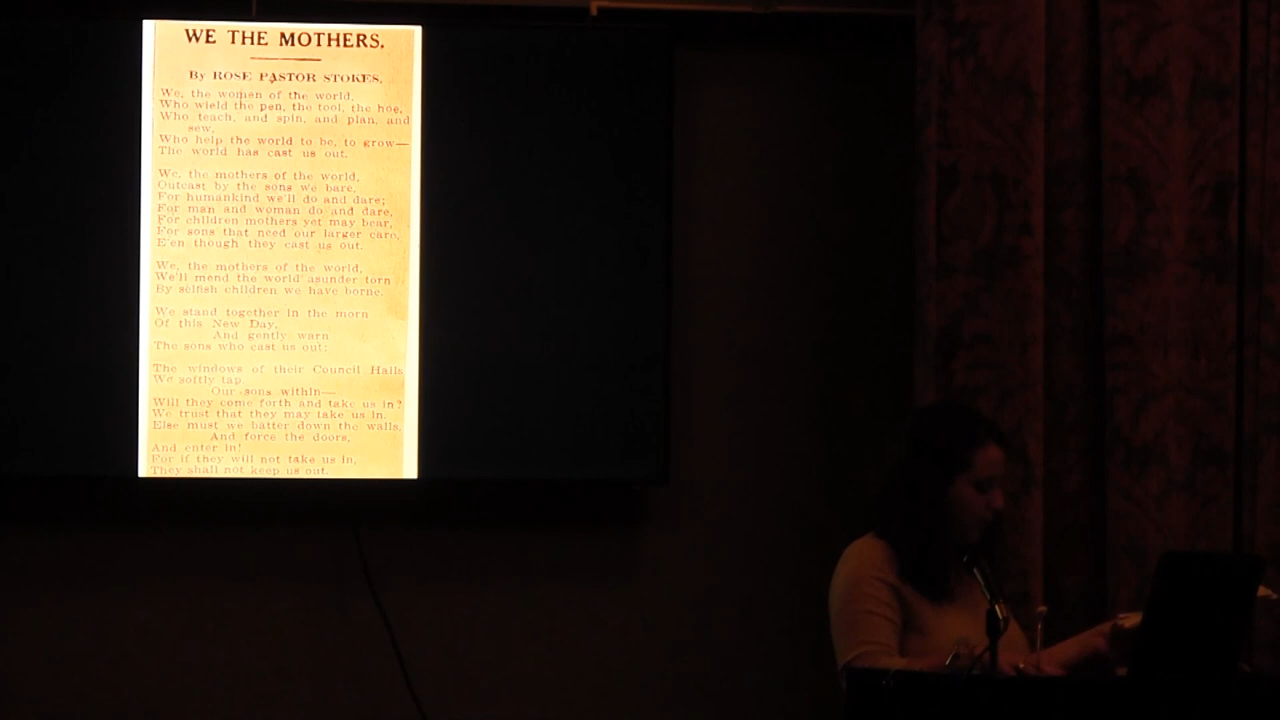 WE THE MOTHERS.
By ROSE PASTOR STOKES.
We, the women of the world,
Who wield the pen, the tool, the hoe,
Who teach, and spin, and plan, and
sew,
Who help the world to be, to grow—
The world has cast us out.
We, the mothers of the world,
Outcast by the sons we bare,
For humankind we'll do and dare;
For man and woman do and dare,
For children mothers yet may bear,
For sons that need our larger care,
E'en though they cast us out.
We, the mothers of the world,
We'll mend the world asunder torn
By selfish children we have borne.
We stand together in the morn
Of this New Day,
And gently warn
The sons who cast us out:
The windows of their Council Halls
We softly tap.
Our sons within—
Will they come forth and take us in?
We trust that they may take us in.
Else must we batter down the walls,
And force the doors,
And enter in!
For if they will not take us in,
They shall not keep us out.